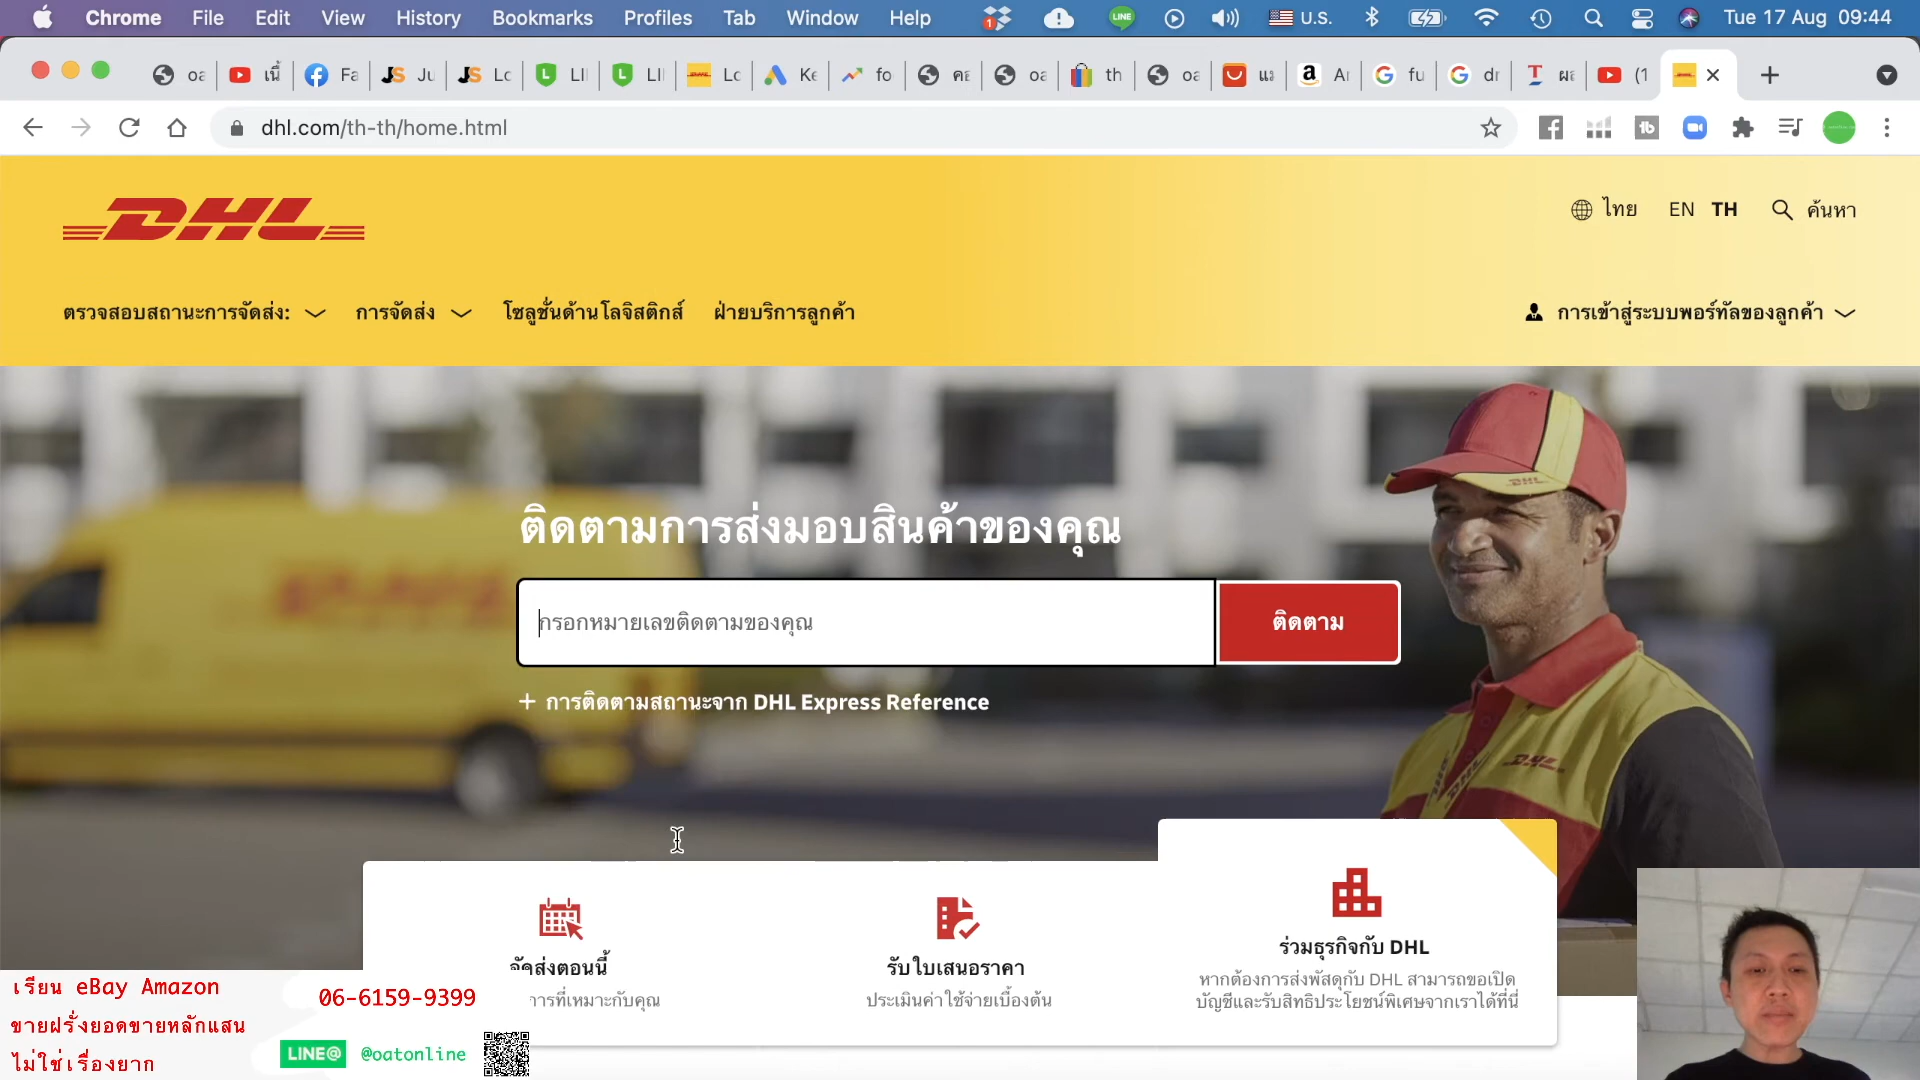 Chrome File Edit View History Bookmarks Profiles Tab Window Help
1
LINE
U.S.
Tue 17 Aug 09:44
oa
Fa
Ju
Lo
LI
LI
Lo
Ke
fo
oa
th
oa
fu
(1
dhl.com/th-th/home.html
DHL
ไทย EN TH ค้นหา
ตรวจสอบสถานะการจัดส่ง: การจัดส่ง โซลูชั่นด้านโลจิสติกส์ ฝ่ายบริการลูกค้า
การเข้าสู่ระบบพอร์ทัลของลูกค้า
ติดตามการส่งมอบสินค้าของคุณ
กรอกหมายเลขติดตามของคุณ
ติดตาม
+ การติดตามสถานะจาก DHL Express Reference
จัดส่งตอนนี้
การที่เหมาะกับคุณ
รับใบเสนอราคา
ประเมินค่าใช้จ่ายเบื้องต้น
ร่วมธุรกิจกับ DHL
หากต้องการส่งพัสดุกับ DHL สามารถขอเปิด
บัญชีและรับสิทธิประโยชน์พิเศษจากเราได้ที่นี่
เรียน eBay Amazon
ขายฝรั่งยอดขายหลักแสน
ไม่ใช่เรื่องยาก
06-6159-9399
LINE@ @oatonline